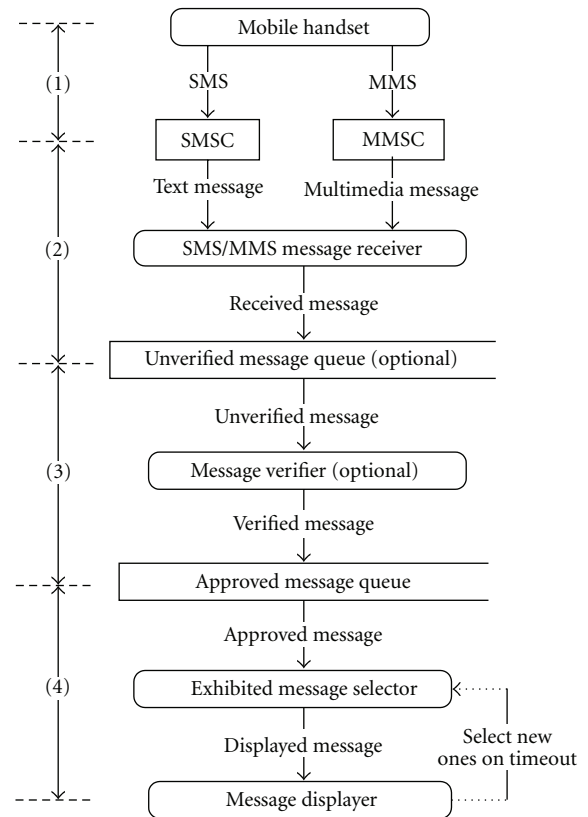 Mobile handset
(1)
SMS
MMS
SMSC
MMSC
Text message
Multimedia message
(2)
SMS/MMS message receiver
Received message
Unverified message queue (optional)
Unverified message
(3)
Message verifier (optional)
Verified message
Approved message queue
Approved message
(4)
Exhibited message selector
Displayed message
Select new
ones on timeout
Message displayer